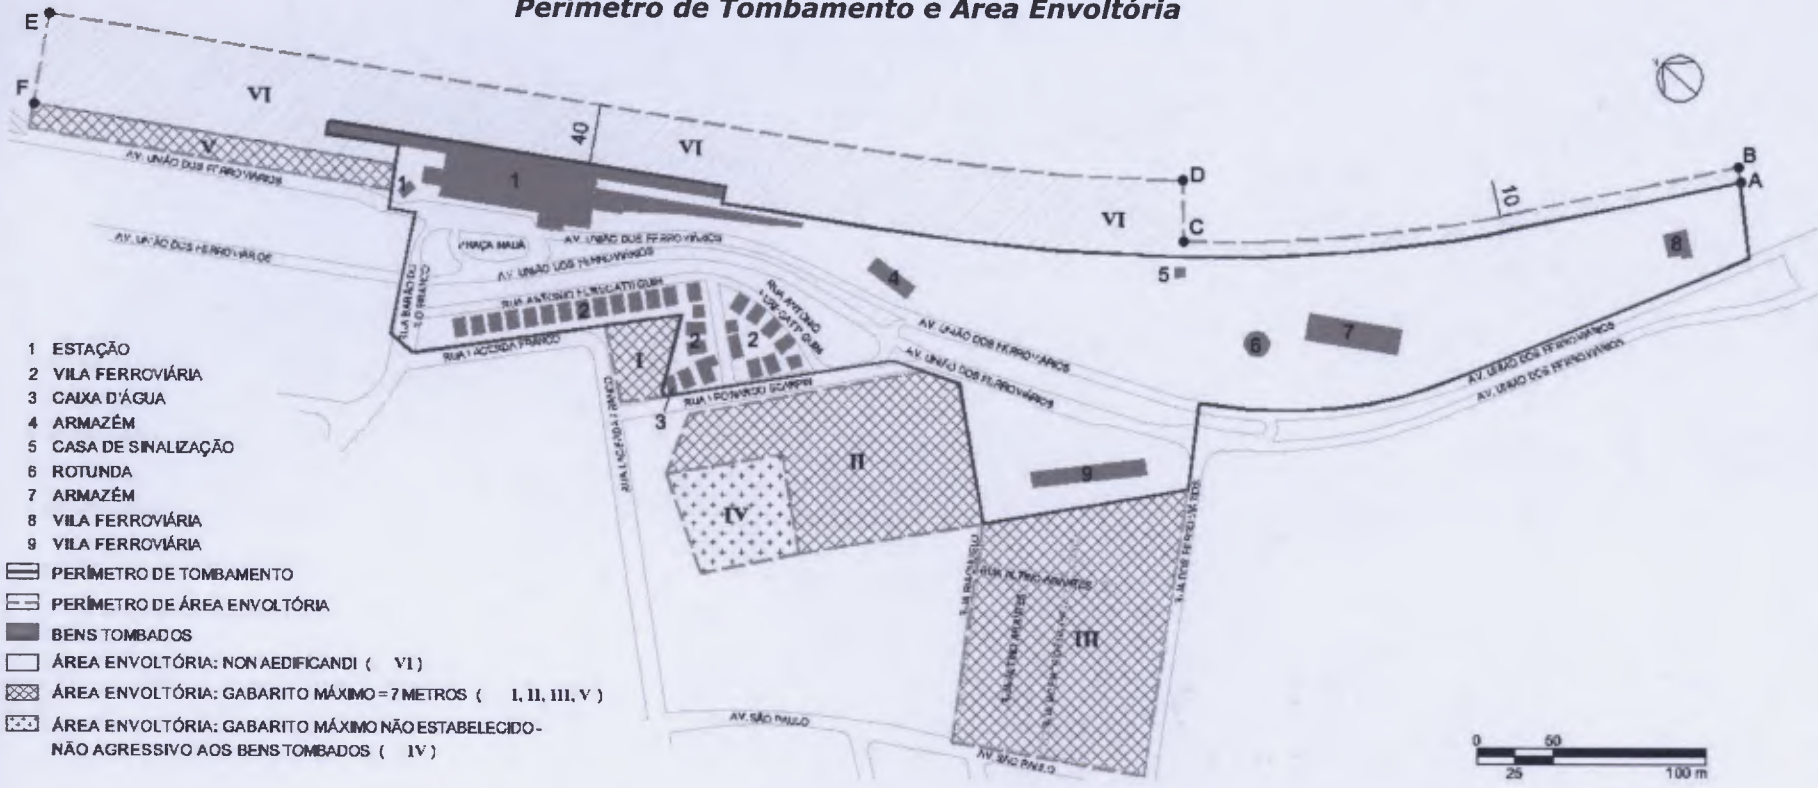 Perímetro de Tombamento e Área Envoltória
E
F
VI
40
VI
VI
D
C
B
A
10
V
AV. UNIÃO DOS FERROVIÁRIOS
1
1
AV. UNIÃO DOS FERROVIÁRIOS
PRAÇA MAUÁ
AV. UNIÃO DOS FERROVIÁRIOS
AV. UNIÃO DOS FERROVIÁRIOS
4
5
8
2
2
2
6
7
I
3
RUA LEONARDO SCARPIM
AV. UNIÃO DOS FERROVIÁRIOS
AV. UNIÃO DOS FERROVIÁRIOS
AV. UNIÃO DOS FERROVIÁRIOS
AV. UNIÃO DOS FERROVIÁRIOS
II
9
IV
III
AV. SÃO PAULO
AV. SÃO PAULO
1 ESTAÇÃO
2 VILA FERROVIÁRIA
3 CAIXA D'ÁGUA
4 ARMAZÉM
5 CASA DE SINALIZAÇÃO
6 ROTUNDA
7 ARMAZÉM
8 VILA FERROVIÁRIA
9 VILA FERROVIÁRIA
PERÍMETRO DE TOMBAMENTO
PERÍMETRO DE ÁREA ENVOLTÓRIA
BENS TOMBADOS
ÁREA ENVOLTÓRIA: NON AEDIFICANDI ( VI )
ÁREA ENVOLTÓRIA: GABARITO MÁXIMO = 7 METROS ( I, II, III, V )
ÁREA ENVOLTÓRIA: GABARITO MÁXIMO NÃO ESTABELECIDO-
NÃO AGRESSIVO AOS BENS TOMBADOS ( IV )
0 50
25 100 m